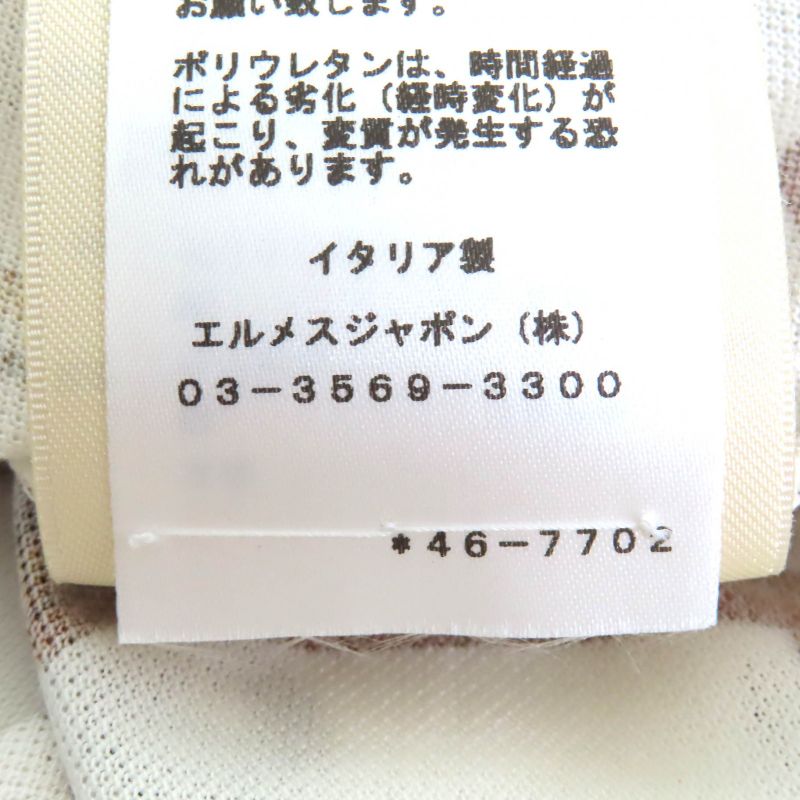 お願い致します。
ポリウレタンは、時間経過
による劣化（経時変化）が
起こり、変質が発生する恐
れがあります。
イタリア製
エルメスジャポン（株）
03-3569-3300
*46-7702